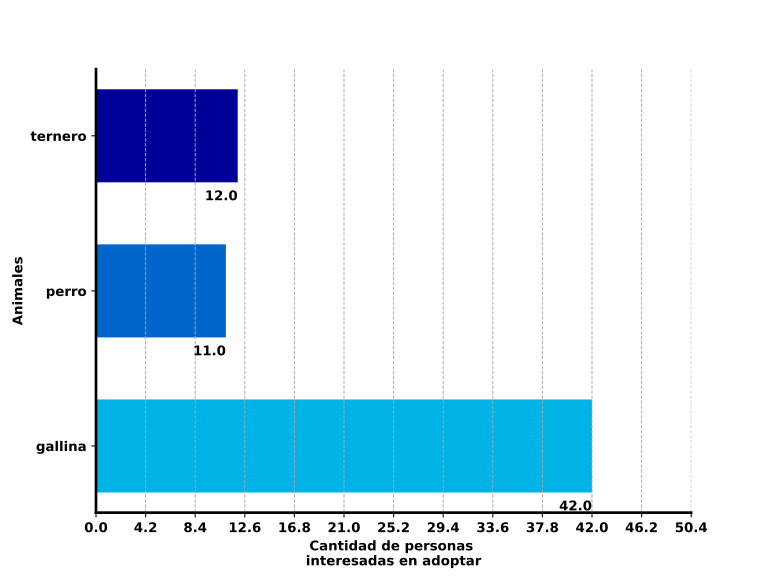 ternero
12.0
perro
11.0
gallina
42.0
Animales
0.0 4.2 8.4 12.6 16.8 21.0 25.2 29.4 33.6 37.8 42.0 46.2 50.4
Cantidad de personas
interesadas en adoptar